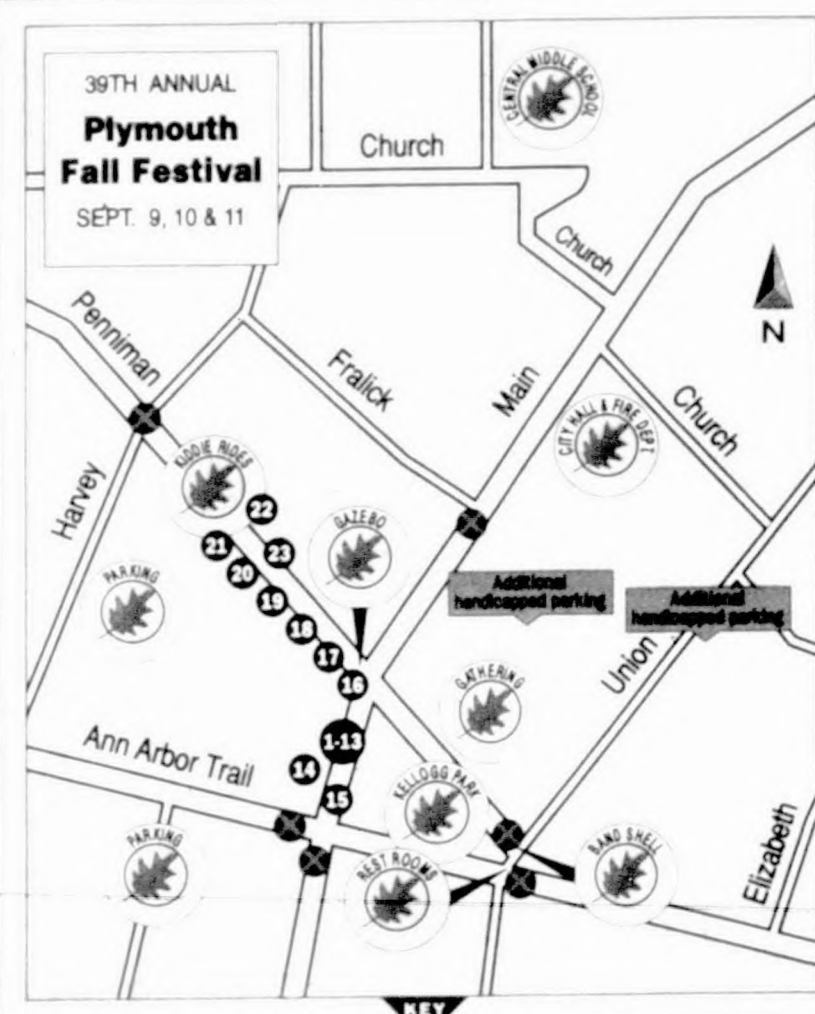 39TH ANNUAL
Plymouth
Fall Festival
SEPT. 9, 10 & 11
CENTRAL MIDDLE SCHOOL
Church
Church
N
Penniman
Fralick
Main
Church
CITY HALL & FIRE DEPT
Harvey
KIDDIE RIDES
22
GAZEBO
21
23
20
PARKING
19
18
17
16
Additional
handicapped parking
Additional
handicapped parking
Union
GATHERING
Ann Arbor Trail
1-13
14
15
KELLOGG PARK
PARKING
REST ROOMS
BAND SHELL
Elizabeth
KEY